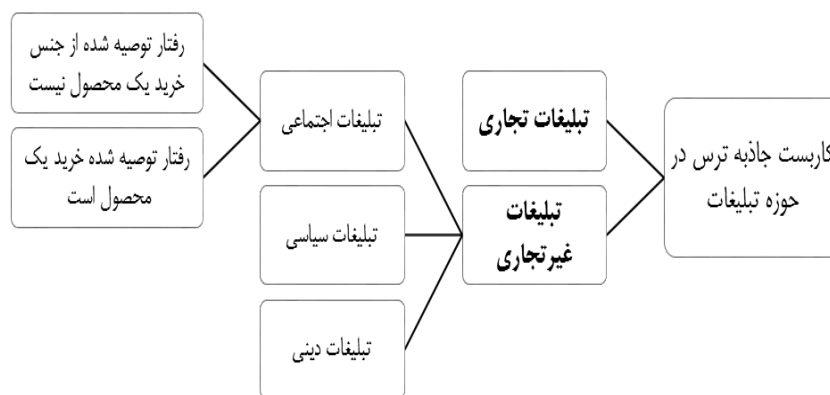 کاربست جاذبه ترس در
حوزه تبلیغات
تبلیغات تجاری
تبلیغات
غیرتجاری
تبلیغات اجتماعی
تبلیغات سیاسی
تبلیغات دینی
رفتار توصیه شده از جنس
خرید یک محصول نیست
رفتار توصیه شده خرید یک
محصول است